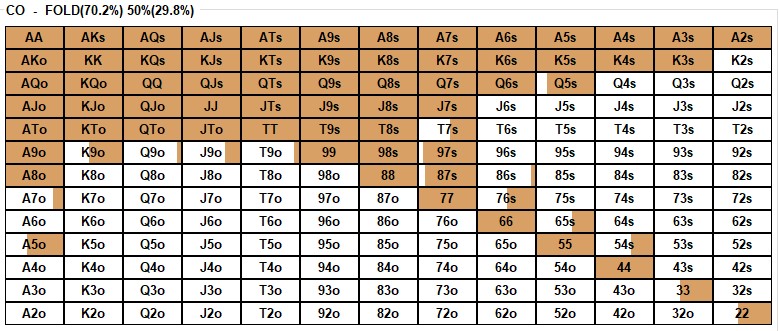 CO - FOLD(70.2%) 50%(29.8%)
AA AKs AQs AJs ATs A9s A8s A7s A6s A5s A4s A3s A2s
AKo KK KQs KJs KTs K9s K8s K7s K6s K5s K4s K3s K2s
AQo KQo QQ QJs QTs Q9s Q8s Q7s Q6s Q5s Q4s Q3s Q2s
AJo KJo QJo JJ JTs J9s J8s J7s J6s J5s J4s J3s J2s
ATo KTo QTo JTo TT T9s T8s T7s T6s T5s T4s T3s T2s
A9o K9o Q9o J9o T9o 99 98s 97s 96s 95s 94s 93s 92s
A8o K8o Q8o J8o T8o 98o 88 87s 86s 85s 84s 83s 82s
A7o K7o Q7o J7o T7o 97o 87o 77 76s 75s 74s 73s 72s
A6o K6o Q6o J6o T6o 96o 86o 76o 66 65s 64s 63s 62s
A5o K5o Q5o J5o T5o 95o 85o 75o 65o 55 54s 53s 52s
A4o K4o Q4o J4o T4o 94o 84o 74o 64o 54o 44 43s 42s
A3o K3o Q3o J3o T3o 93o 83o 73o 63o 53o 43o 33 32s
A2o K2o Q2o J2o T2o 92o 82o 72o 62o 52o 42o 32o 22